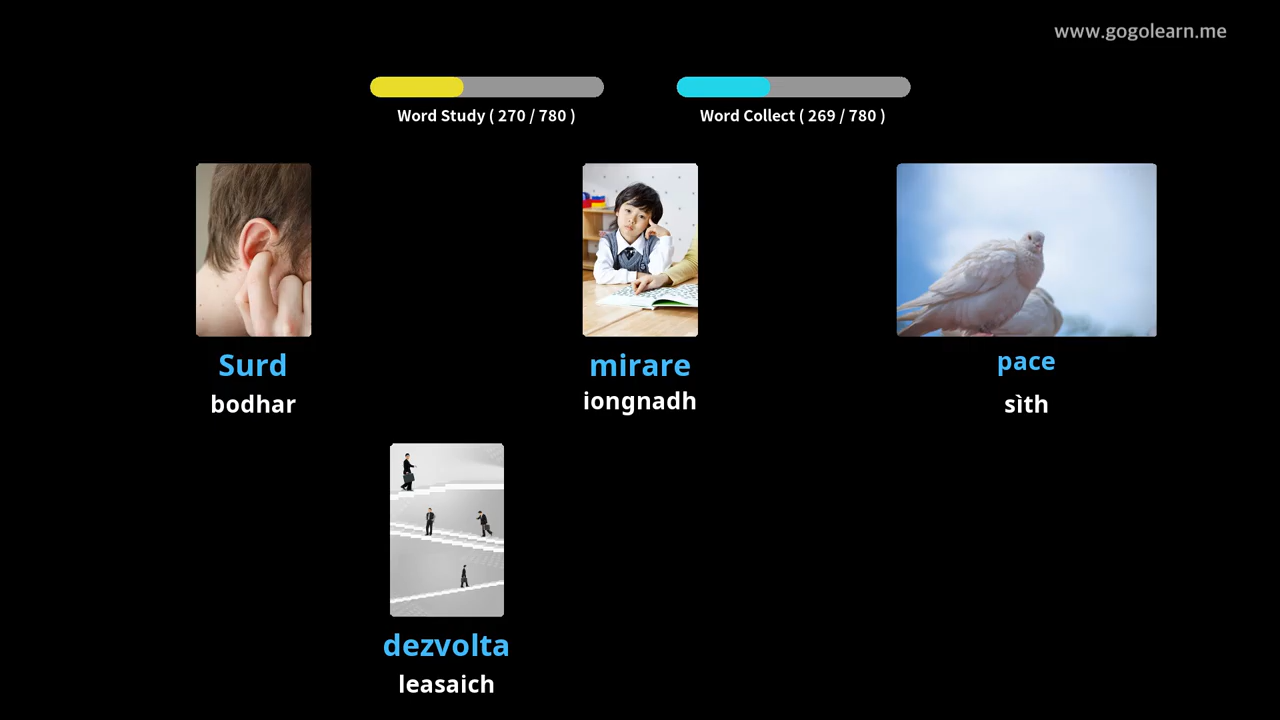 www.gogolearn.me
Word Study ( 270 / 780 )
Word Collect ( 269 / 780 )
Surd
bodhar
mirare
iongnadh
pace
sìth
dezvolta
leasaich